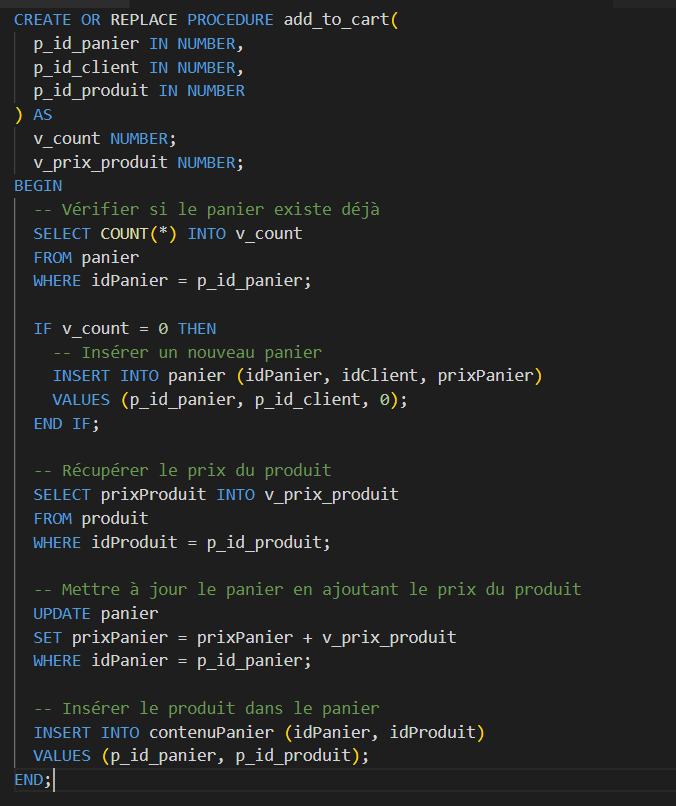 CREATE OR REPLACE PROCEDURE add_to_cart(
  p_id_panier IN NUMBER,
  p_id_client IN NUMBER,
  p_id_produit IN NUMBER
) AS
  v_count NUMBER;
  v_prix_produit NUMBER;
BEGIN
  -- Vérifier si le panier existe déjà
  SELECT COUNT(*) INTO v_count
  FROM panier
  WHERE idPanier = p_id_panier;

  IF v_count = 0 THEN
    -- Insérer un nouveau panier
    INSERT INTO panier (idPanier, idClient, prixPanier)
    VALUES (p_id_panier, p_id_client, 0);
  END IF;

  -- Récupérer le prix du produit
  SELECT prixProduit INTO v_prix_produit
  FROM produit
  WHERE idProduit = p_id_produit;

  -- Mettre à jour le panier en ajoutant le prix du produit
  UPDATE panier
  SET prixPanier = prixPanier + v_prix_produit
  WHERE idPanier = p_id_panier;

  -- Insérer le produit dans le panier
  INSERT INTO contenuPanier (idPanier, idProduit)
  VALUES (p_id_panier, p_id_produit);
END;